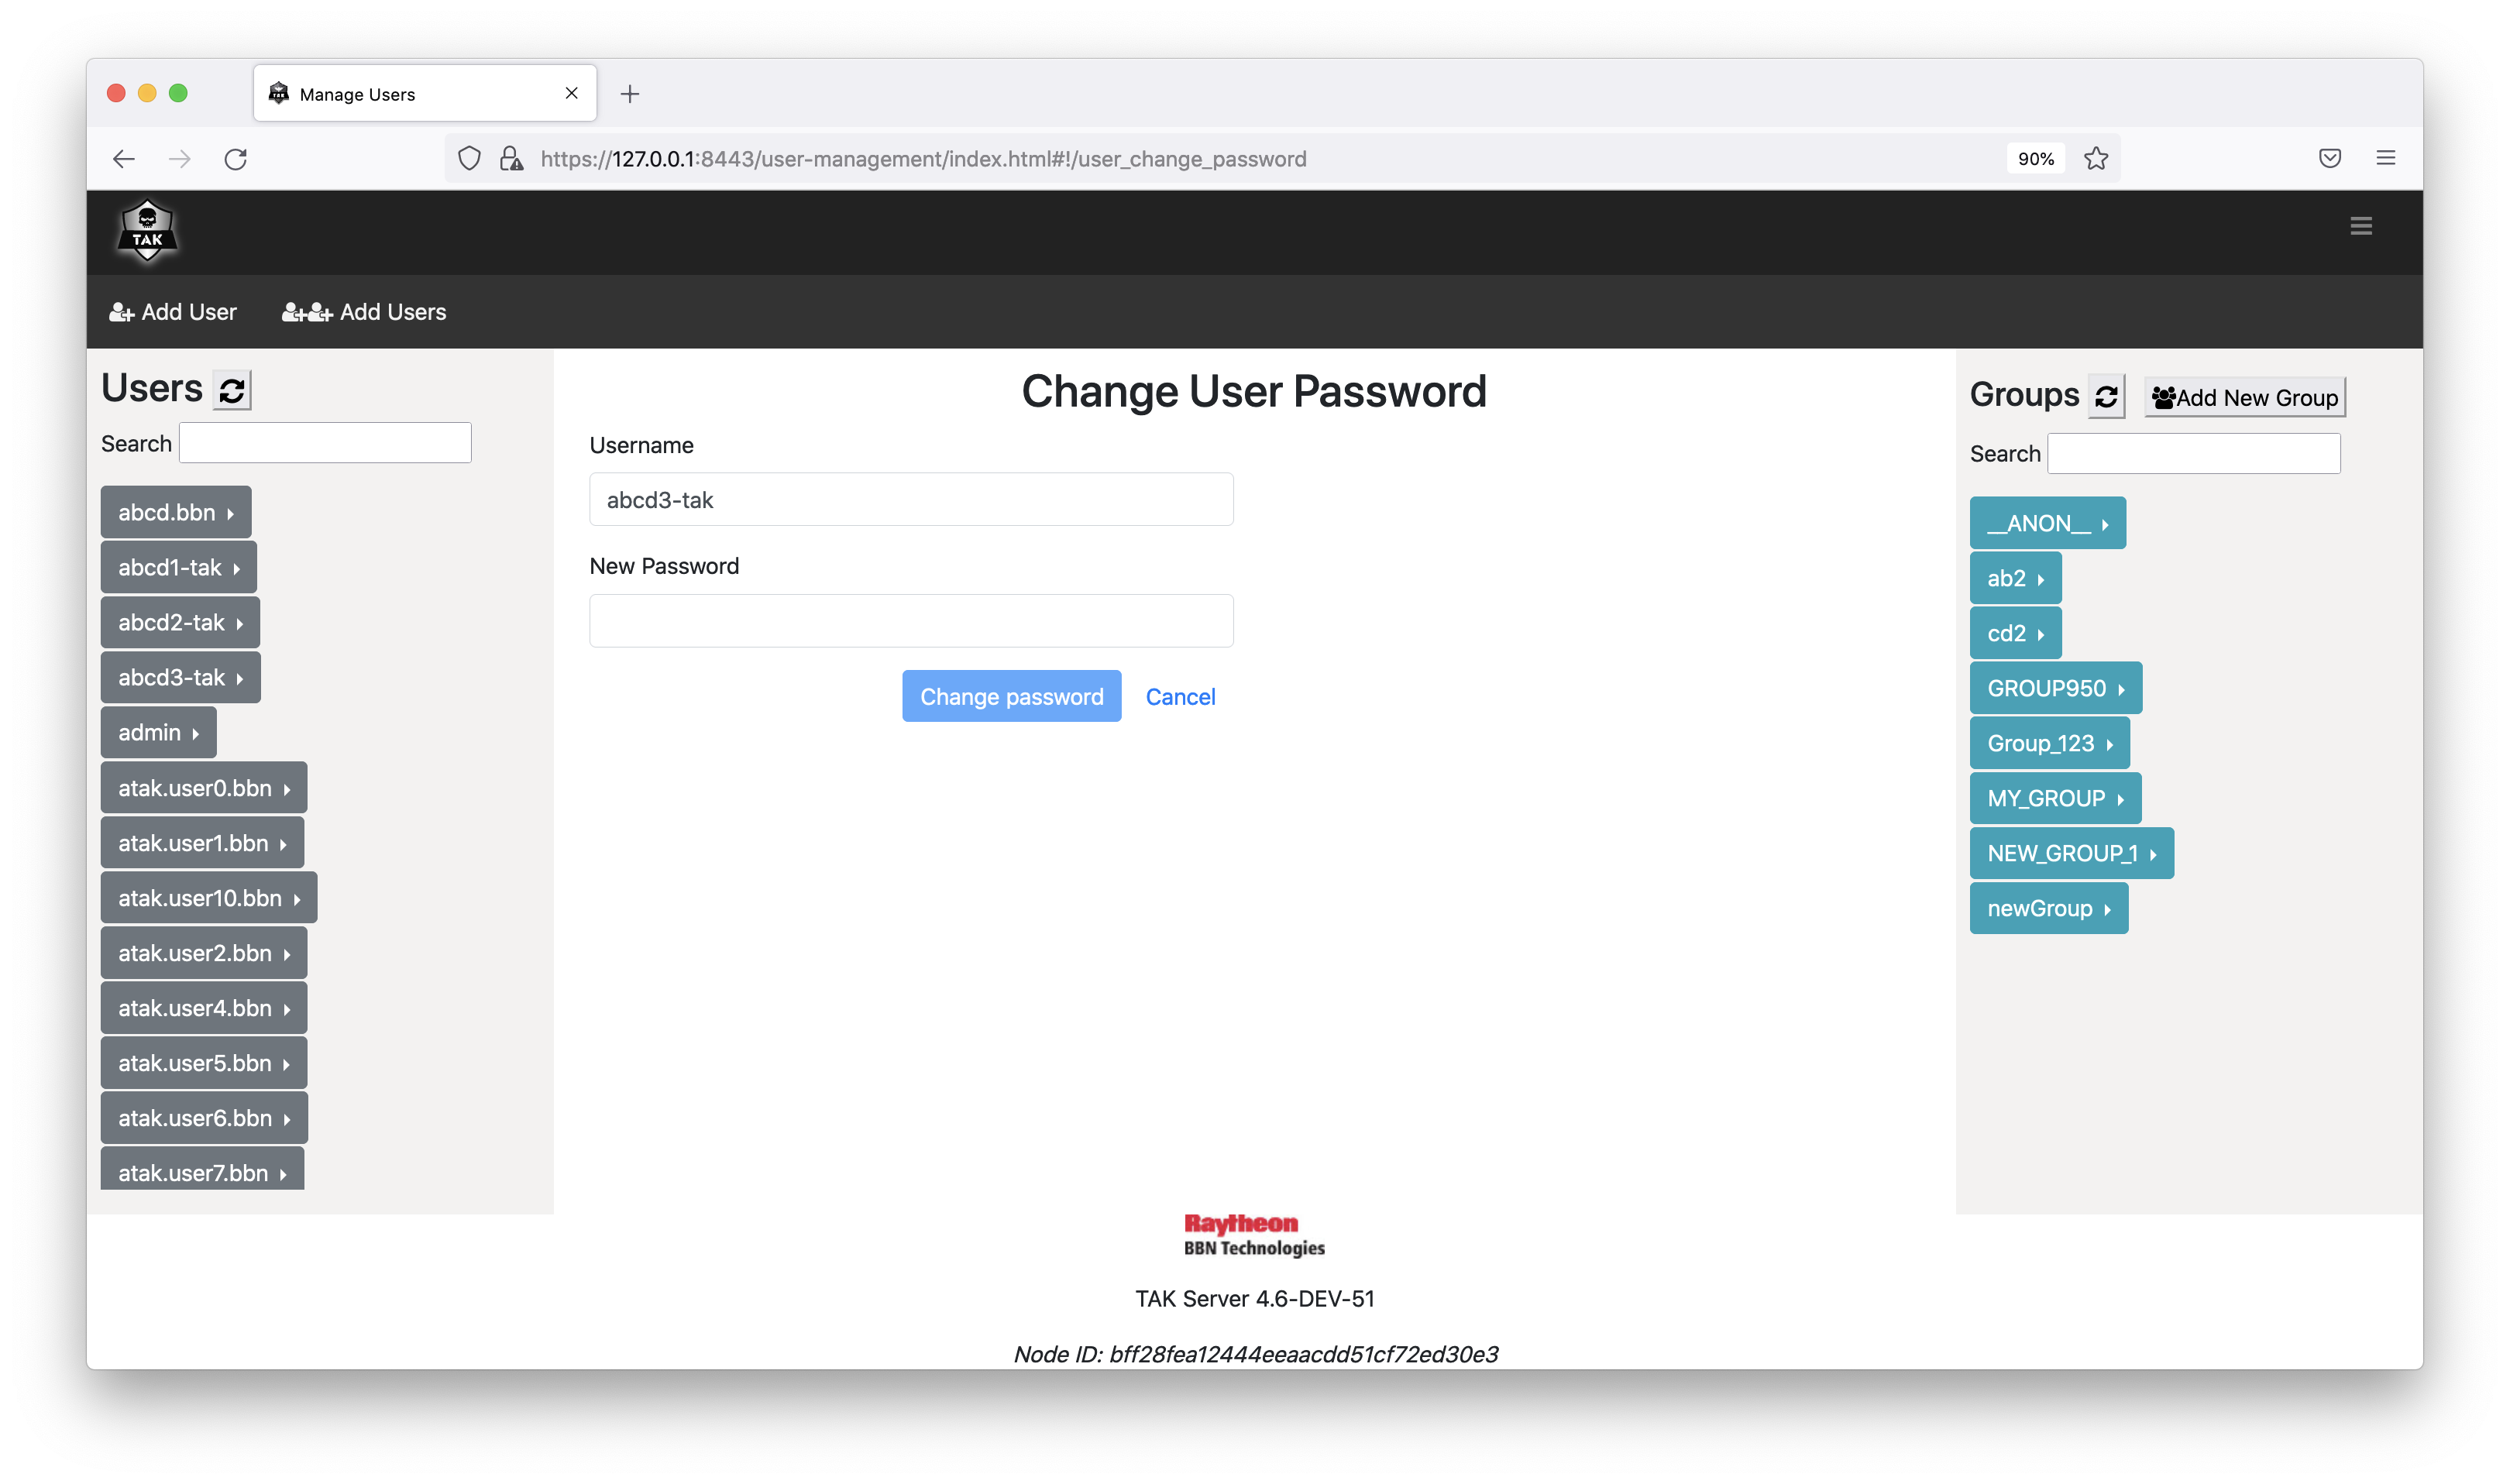 Manage Users
https://127.0.0.1:8443/user-management/index.html#!/user_change_password
90%
TAK
Add User
Add Users
Users
Search
abcd.bbn
abcd1-tak
abcd2-tak
abcd3-tak
admin
atak.user0.bbn
atak.user1.bbn
atak.user10.bbn
atak.user2.bbn
atak.user4.bbn
atak.user5.bbn
atak.user6.bbn
atak.user7.bbn
Change User Password
Username
abcd3-tak
New Password
Change password
Cancel
Groups
Add New Group
Search
__ANON__
ab2
cd2
GROUP950
Group_123
MY_GROUP
NEW_GROUP_1
newGroup
Raytheon
BBN Technologies
TAK Server 4.6-DEV-51
Node ID: bff28fea12444eeaacdd51cf72ed30e3